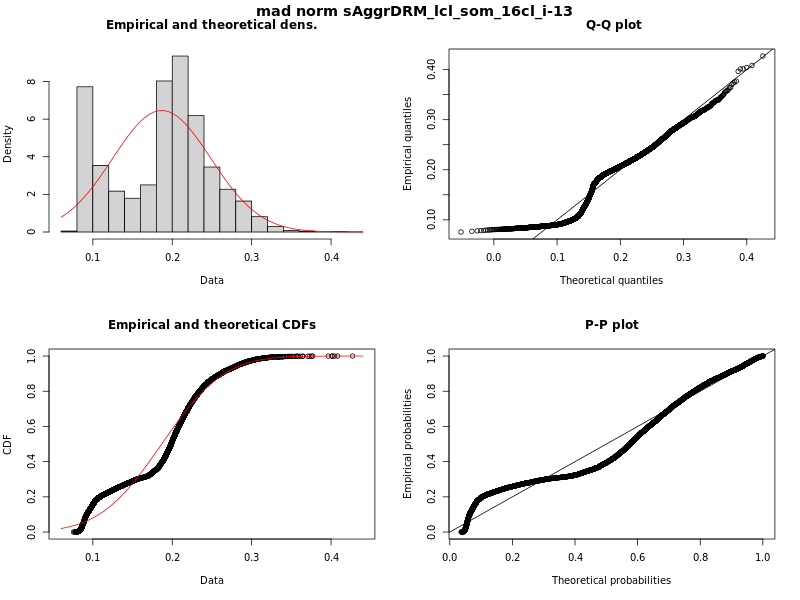 mad norm sAggrDRM_lcl_som_16cl_i-13
Empirical and theoretical dens.
Density
0 2 4 6 8
0.1 0.2 0.3 0.4
Data
Q-Q plot
Empirical quantiles
0.10 0.20 0.30 0.40
0.0 0.1 0.2 0.3 0.4
Theoretical quantiles
Empirical and theoretical CDFs
CDF
0.0 0.2 0.4 0.6 0.8 1.0
0.1 0.2 0.3 0.4
Data
P-P plot
Empirical probabilities
0.0 0.2 0.4 0.6 0.8 1.0
0.0 0.2 0.4 0.6 0.8 1.0
Theoretical probabilities